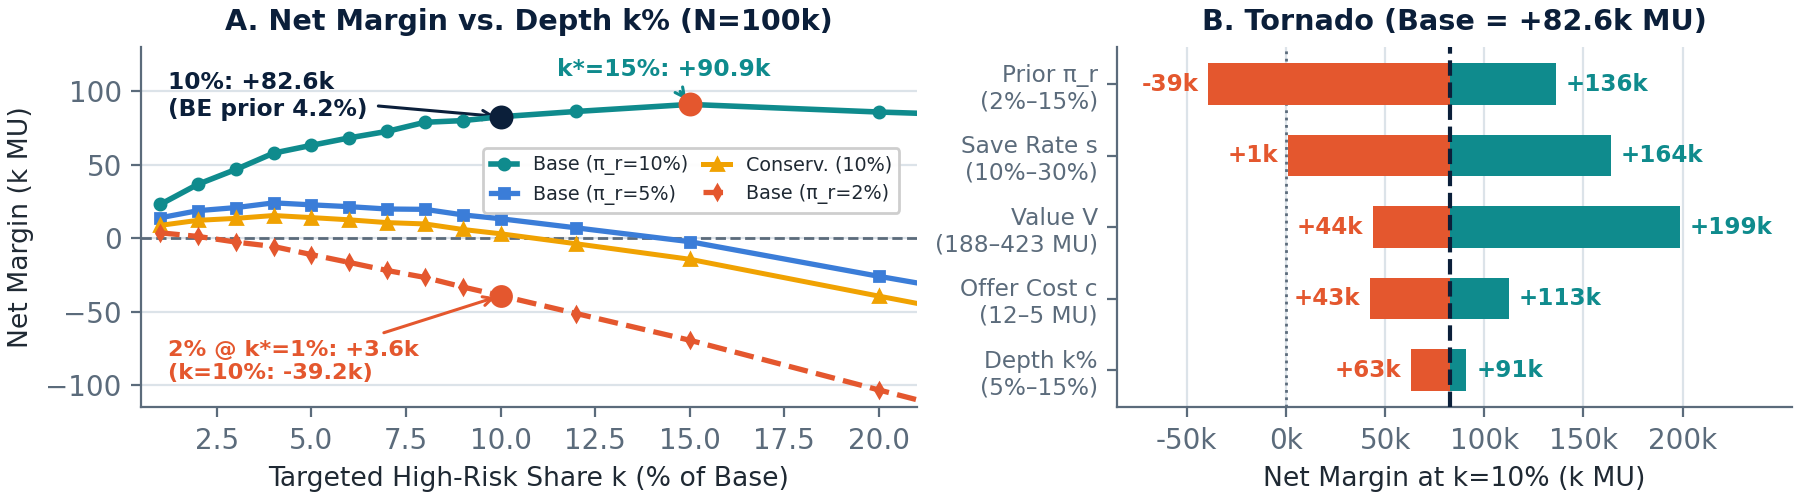 A. Net Margin vs. Depth k% (N=100k)
Net Margin (k MU)
100
50
0
−50
−100
10%: +82.6k
(BE prior 4.2%)
k*=15%: +90.9k
Base (π_r=10%)
Base (π_r=5%)
Conserv. (10%)
Base (π_r=2%)
2% @ k*=1%: +3.6k
(k=10%: -39.2k)
2.5 5.0 7.5 10.0 12.5 15.0 17.5 20.0
Targeted High-Risk Share k (% of Base)
B. Tornado (Base = +82.6k MU)
Prior π_r
(2%–15%)
-39k +136k
Save Rate s
(10%–30%)
+1k +164k
Value V
(188–423 MU)
+44k +199k
Offer Cost c
(12–5 MU)
+43k +113k
Depth k%
(5%–15%)
+63k +91k
-50k 0k 50k 100k 150k 200k
Net Margin at k=10% (k MU)